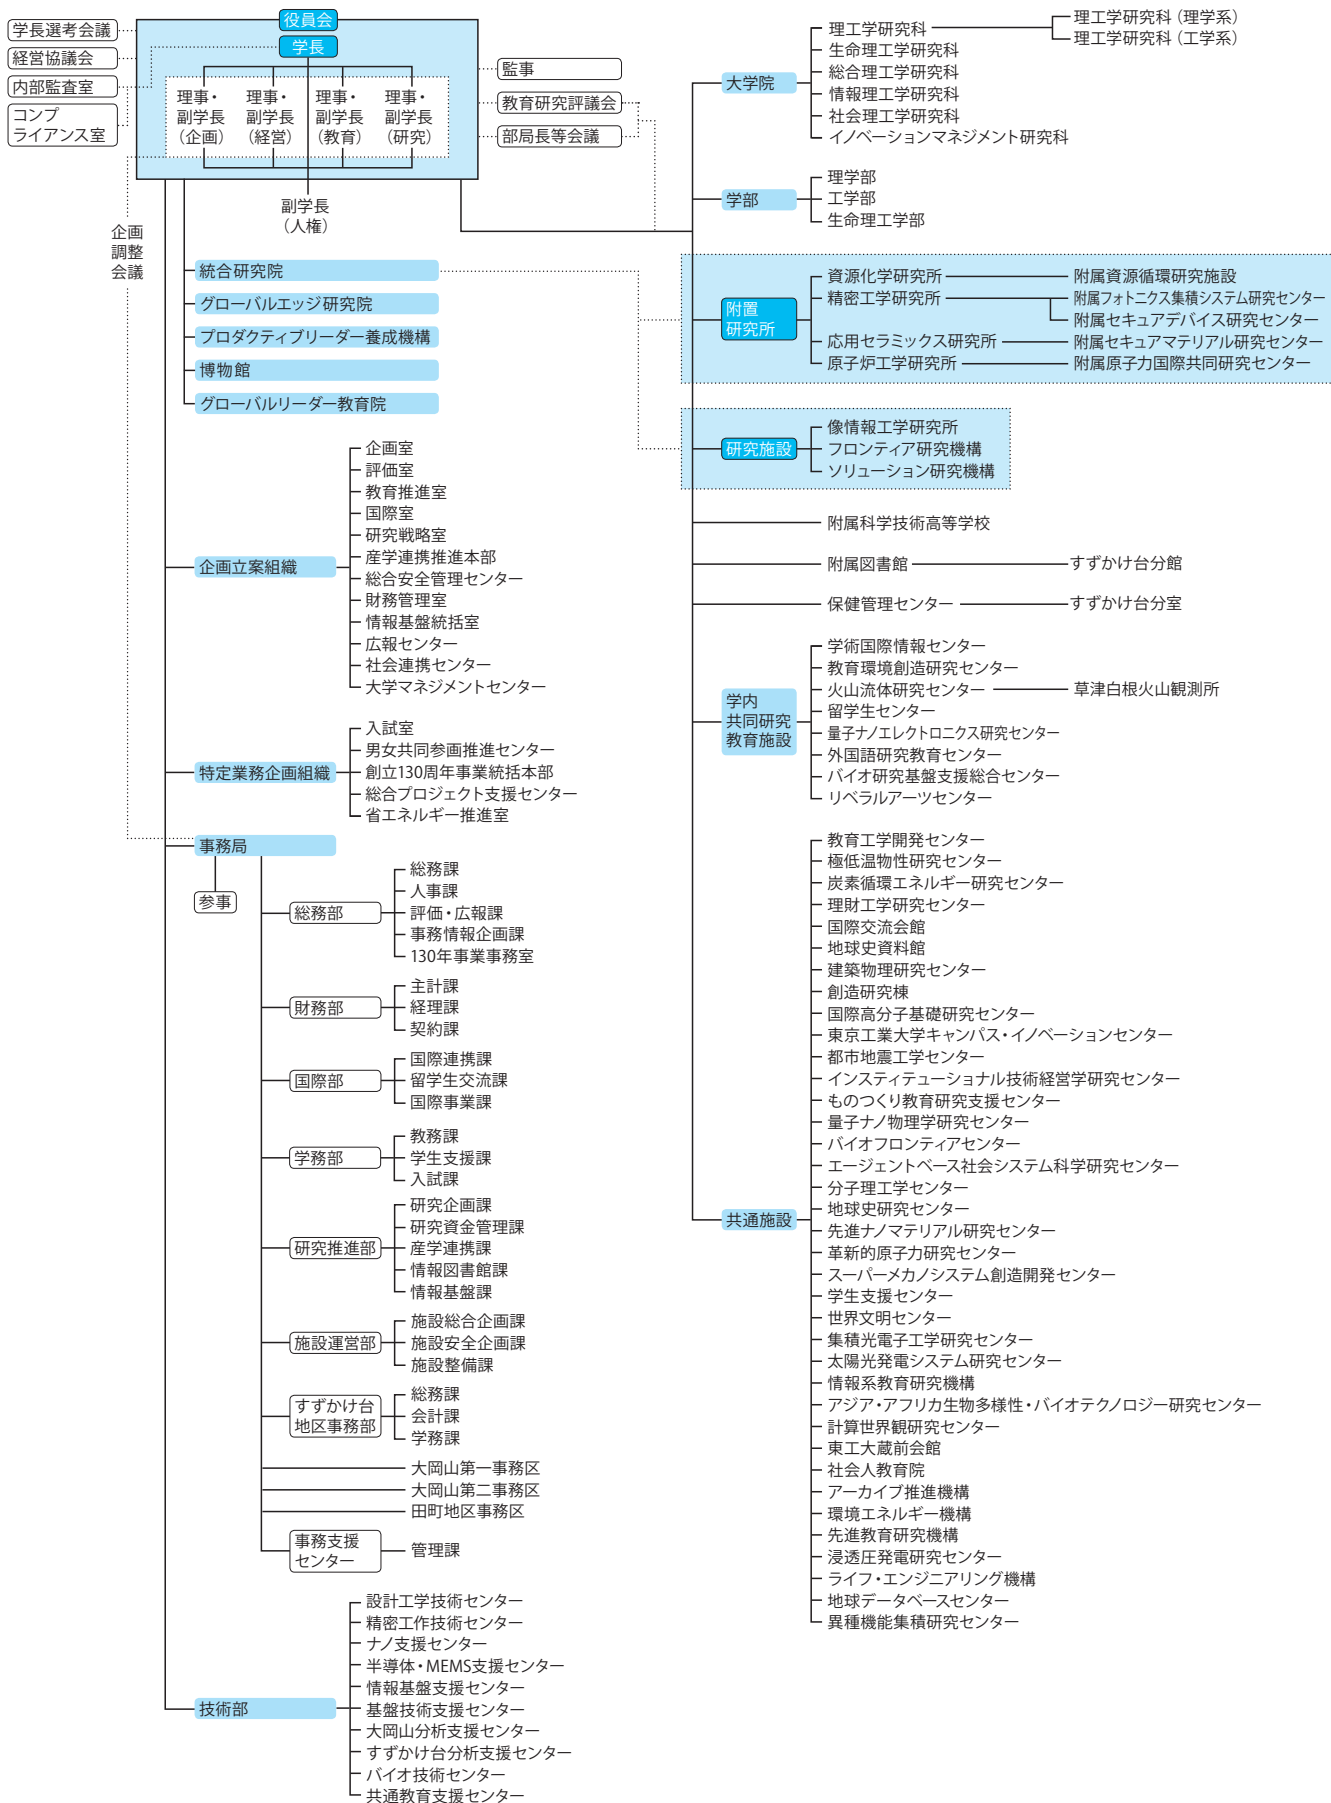 学長選考会議
経営協議会
内部監査室
コンプ
ライアンス室
役員会
学長
理事・
副学長
（企画）
理事・
副学長
（経営）
理事・
副学長
（教育）
理事・
副学長
（研究）
監事
教育研究評議会
部局長等会議
副学長
（人権）
企画
調整
会議
統合研究院
グローバルエッジ研究院
プロダクティブリーダー養成機構
博物館
グローバルリーダー教育院
企画立案組織
企画室
評価室
教育推進室
国際室
研究戦略室
産学連携推進本部
総合安全管理センター
財務管理室
情報基盤統括室
広報センター
社会連携センター
大学マネジメントセンター
特定業務企画組織
入試室
男女共同参画推進センター
創立130周年事業統括本部
総合プロジェクト支援センター
省エネルギー推進室
事務局
参事
総務部
総務課
人事課
評価・広報課
事務情報企画課
130年事業事務室
財務部
主計課
経理課
契約課
国際部
国際連携課
留学生交流課
国際事業課
学務部
教務課
学生支援課
入試課
研究推進部
研究企画課
研究資金管理課
産学連携課
情報図書館課
情報基盤課
施設運営部
施設総合企画課
施設安全企画課
施設整備課
すずかけ台
地区事務部
総務課
会計課
学務課
大岡山第一事務区
大岡山第二事務区
田町地区事務区
事務支援
センター
管理課
技術部
設計工学技術センター
精密工作技術センター
ナノ支援センター
半導体・MEMS支援センター
情報基盤支援センター
基盤技術支援センター
大岡山分析支援センター
すずかけ台分析支援センター
バイオ技術センター
共通教育支援センター
大学院
理工学研究科
理工学研究科（理学系）
理工学研究科（工学系）
生命理工学研究科
総合理工学研究科
情報理工学研究科
社会理工学研究科
イノベーションマネジメント研究科
学部
理学部
工学部
生命理工学部
附置
研究所
資源化学研究所
附属資源循環研究施設
精密工学研究所
附属フォトニクス集積システム研究センター
附属セキュアデバイス研究センター
応用セラミックス研究所
附属セキュアマテリアル研究センター
原子炉工学研究所
附属原子力国際共同研究センター
研究施設
像情報工学研究所
フロンティア研究機構
ソリューション研究機構
附属科学技術高等学校
附属図書館
すずかけ台分館
保健管理センター
すずかけ台分室
学内
共同研究
教育施設
学術国際情報センター
教育環境創造研究センター
火山流体研究センター
草津白根火山観測所
留学生センター
量子ナノエレクトロニクス研究センター
外国語研究教育センター
バイオ研究基盤支援総合センター
リベラルアーツセンター
共通施設
教育工学開発センター
極低温物性研究センター
炭素循環エネルギー研究センター
理財工学研究センター
国際交流会館
地球史資料館
建築物理研究センター
創造研究棟
国際高分子基礎研究センター
東京工業大学キャンパス・イノベーションセンター
都市地震工学センター
インスティテューショナル技術経営学研究センター
ものつくり教育研究支援センター
量子ナノ物理学研究センター
バイオフロンティアセンター
エージェントベース社会システム科学研究センター
分子理工学センター
地球史研究センター
先進ナノマテリアル研究センター
革新的原子力研究センター
スーパーメカノシステム創造開発センター
学生支援センター
世界文明センター
集積光電子工学研究センター
太陽光発電システム研究センター
情報系教育研究機構
アジア・アフリカ生物多様性・バイオテクノロジー研究センター
計算世界観研究センター
東工大蔵前会館
社会人教育院
アーカイブ推進機構
環境エネルギー機構
先進教育研究機構
浸透圧発電研究センター
ライフ・エンジニアリング機構
地球データベースセンター
異種機能集積研究センター